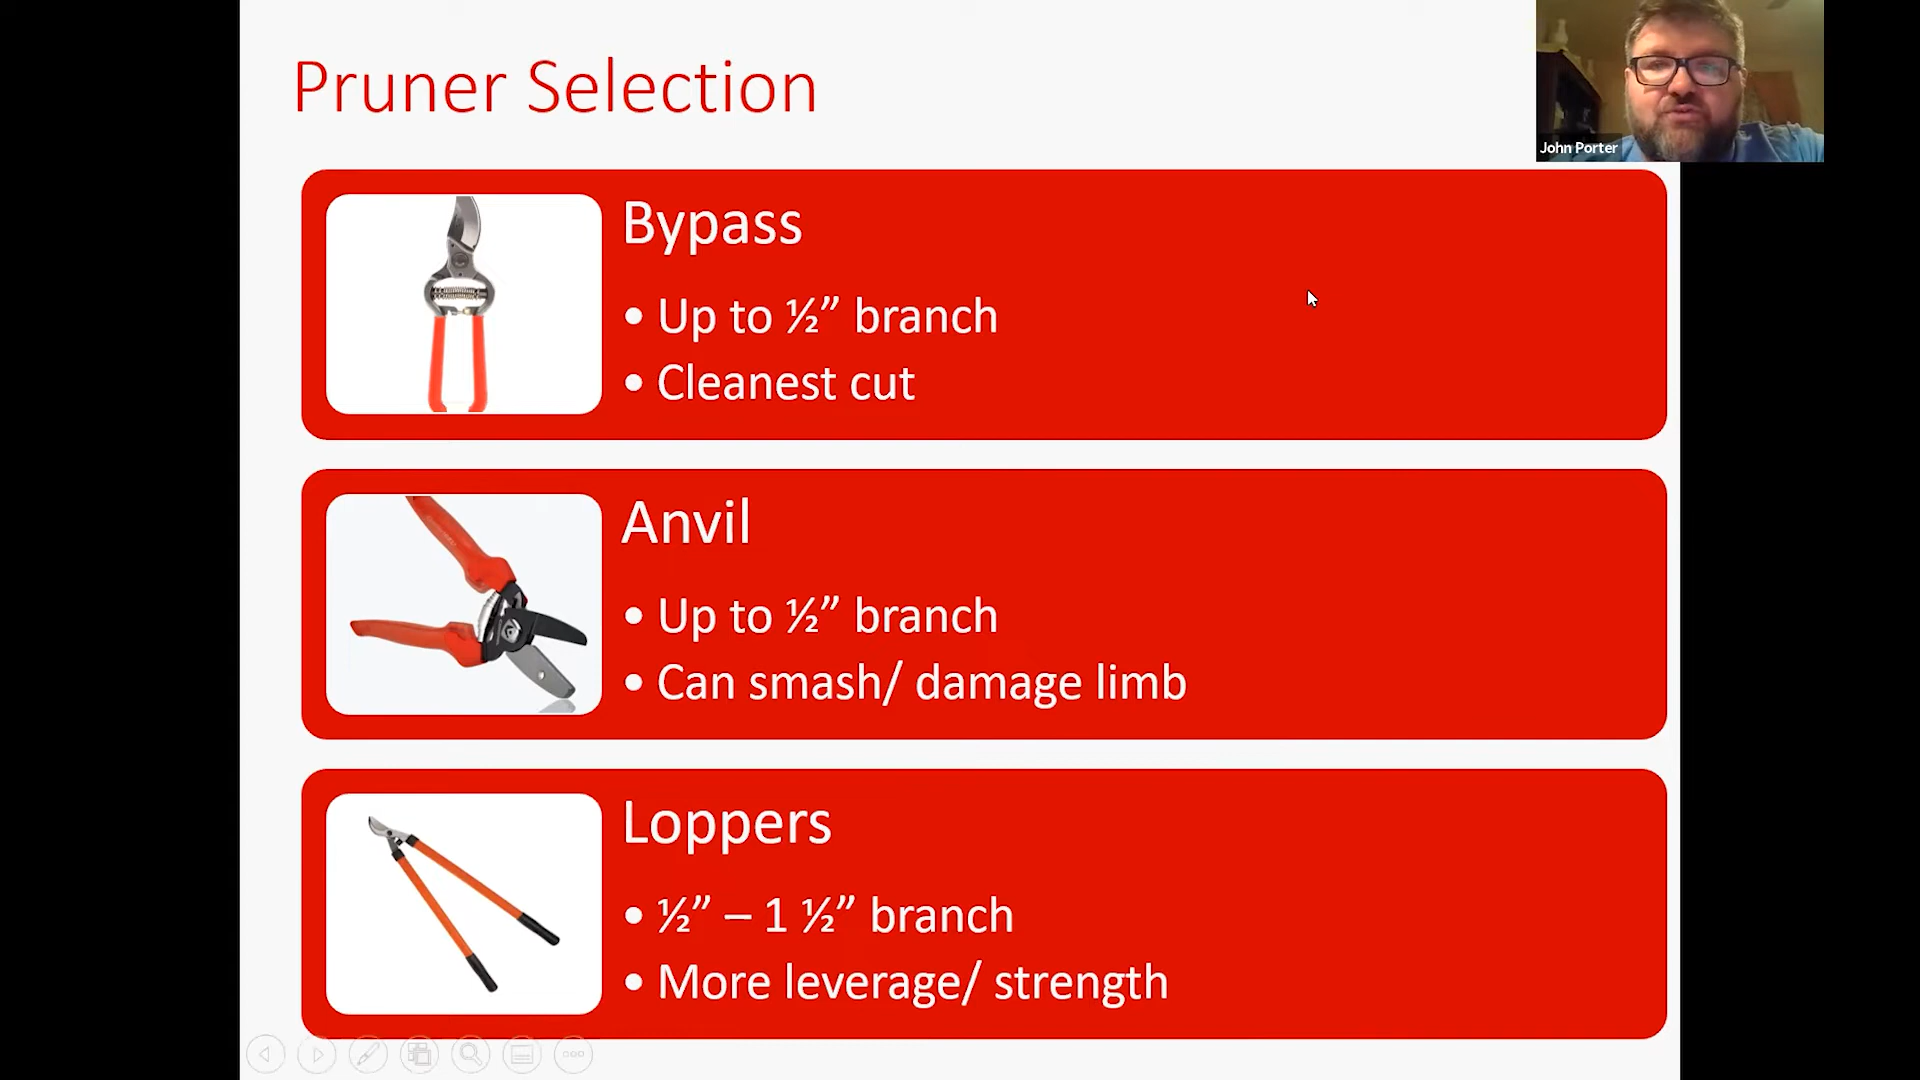 Pruner Selection
John Porter
Bypass
• Up to ½” branch
• Cleanest cut
Anvil
• Up to ½” branch
• Can smash/ damage limb
Loppers
• ½” – 1 ½” branch
• More leverage/ strength